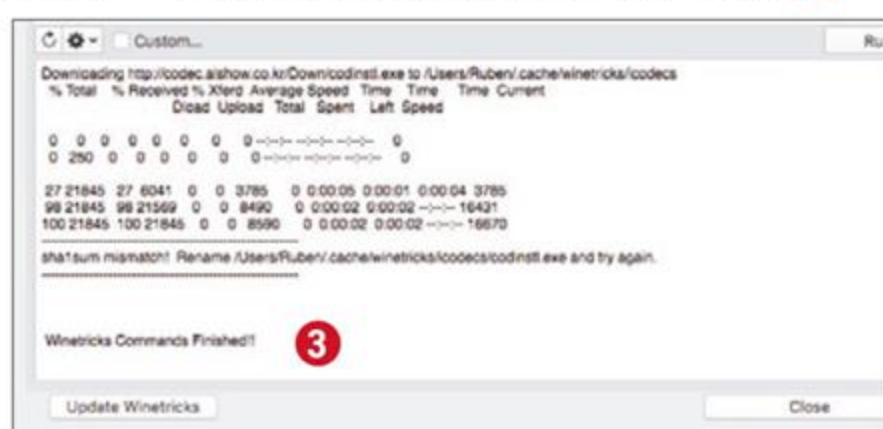 Custom...
Ru
Downloading http://codec.alshow.co.kr/Down/codinstl.exe to /Users/Ruben/.cache/winetricks/icodecs
% Total % Received % Xferd Average Speed Time Time Time Current
Dload Upload Total Spent Left Speed
0 0 0 0 0 0 0 0 --:--:-- --:--:-- --:--:-- 0
0 250 0 0 0 0 0 0 --:--:-- --:--:-- --:--:-- 0
27 21845 27 6041 0 0 3785 0 0:00:05 0:00:01 0:00:04 3785
98 21845 98 21569 0 0 8490 0 0:00:02 0:00:02 --:--:-- 16431
100 21845 100 21845 0 0 8590 0 0:00:02 0:00:02 --:--:-- 16670
------------------------------------------------------
sha1sum mismatch! Rename /Users/Ruben/.cache/winetricks/icodecs/codinstl.exe and try again.
------------------------------------------------------
Winetricks Commands Finished!!
3
Update Winetricks
Close